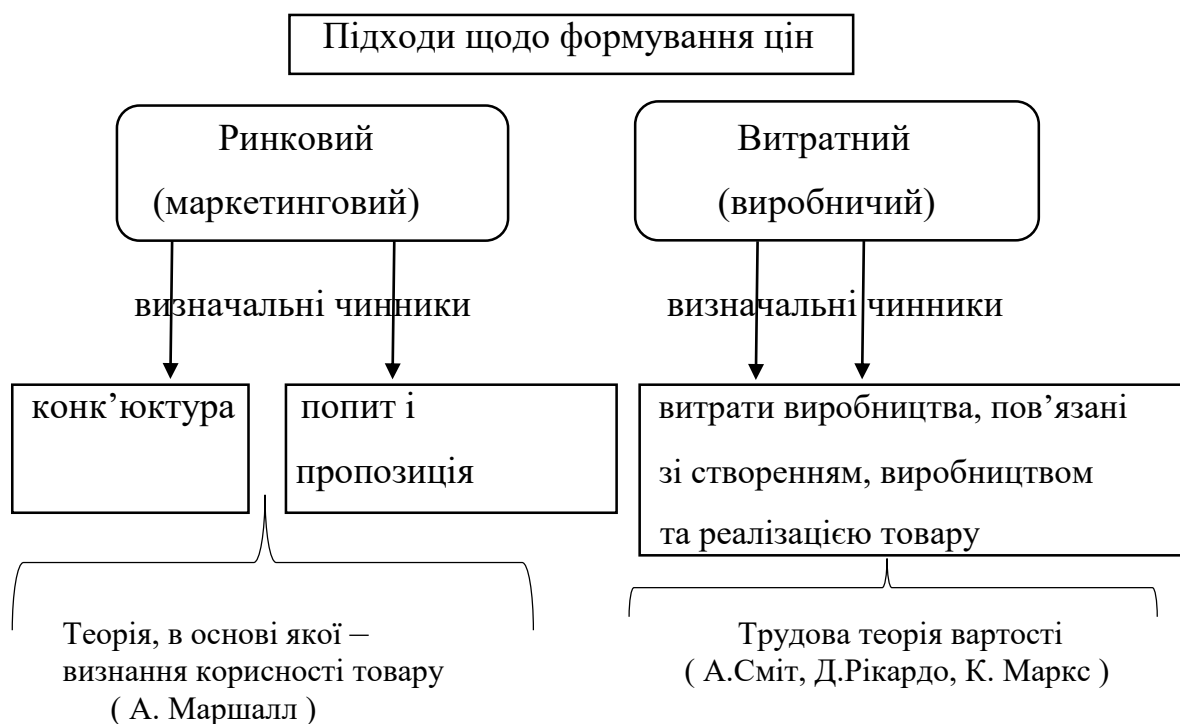 Підходи щодо формування цін
Ринковий
(маркетинговий)
Витратний
(виробничий)
визначальні чинники
визначальні чинники
конк’юктура
попит і
пропозиція
витрати виробництва, пов’язані
зі створенням, виробництвом
та реалізацією товару
Теорія, в основі якої –
визнання корисності товару
( А. Маршалл )
Трудова теорія вартості
( А.Сміт, Д.Рікардо, К. Маркс )